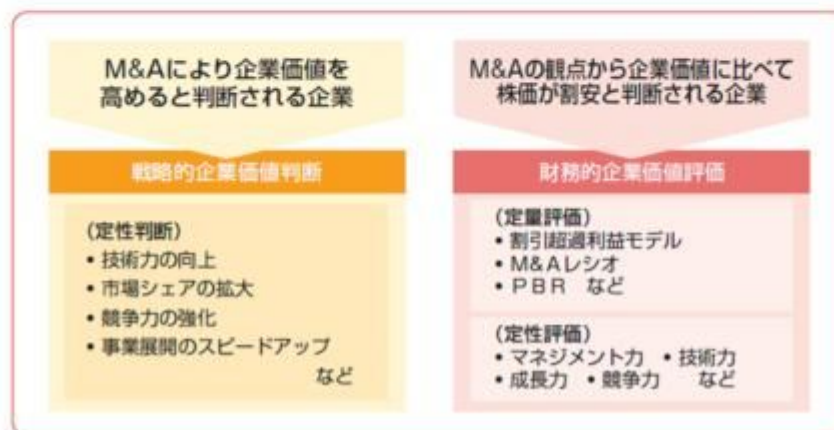 M&Aにより企業価値を
高めると判断される企業
戦略的企業価値判断
(定性判断)
• 技術力の向上
• 市場シェアの拡大
• 競争力の強化
• 事業展開のスピードアップ
など
M&Aの観点から企業価値に比べて
株価が割安と判断される企業
財務的企業価値評価
(定量評価)
• 割引超過利益モデル
• M&Aレシオ
• PBR など
(定性評価)
• マネジメント力 • 技術力
• 成長力 • 競争力 など